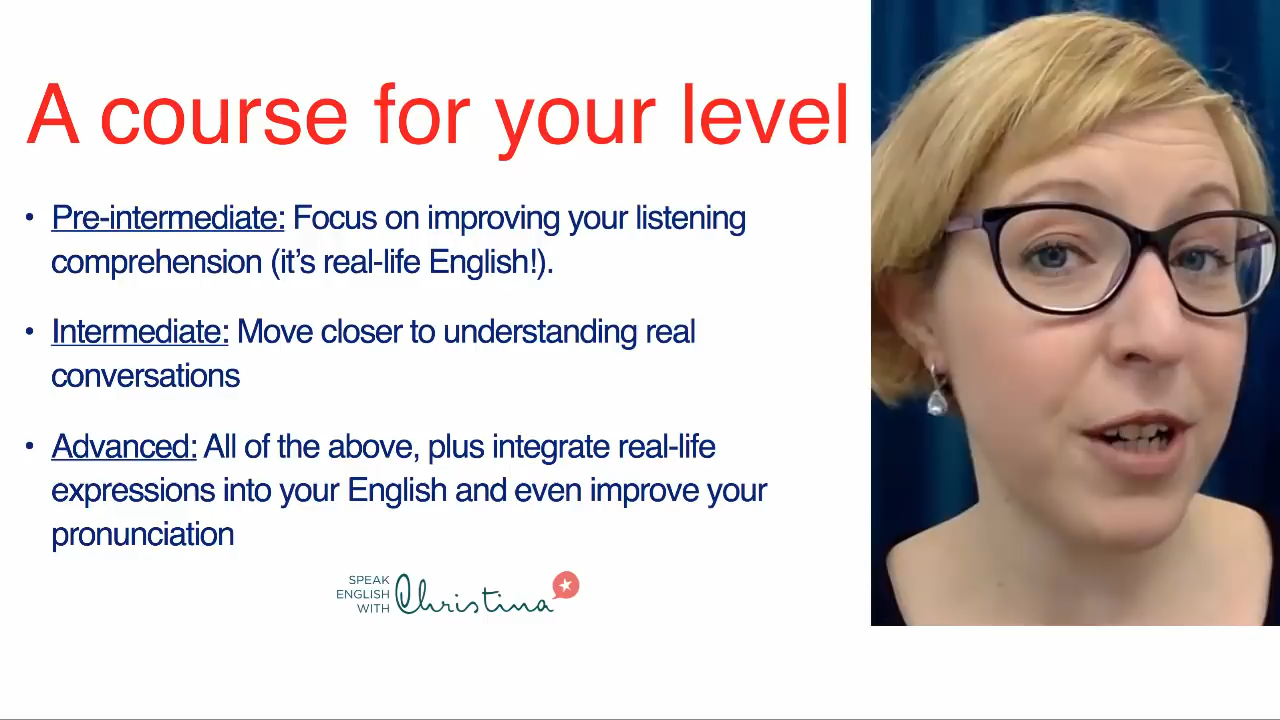 A course for your level
• Pre-intermediate: Focus on improving your listening
comprehension (it’s real-life English!).
• Intermediate: Move closer to understanding real
conversations
• Advanced: All of the above, plus integrate real-life
expressions into your English and even improve your
pronunciation
SPEAK
ENGLISH
WITH Christina